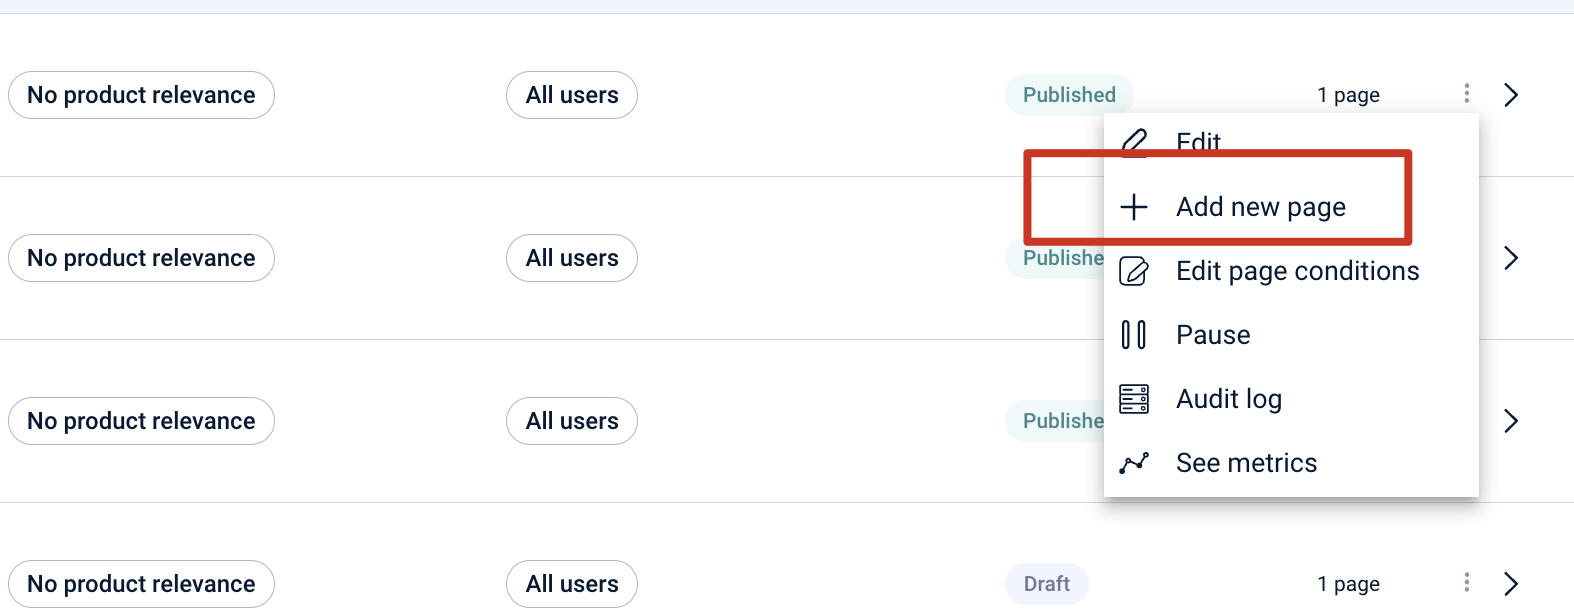 No product relevance All users Published 1 page
Edit
Add new page
No product relevance All users Publishe
Edit page conditions
Pause
Audit log
No product relevance All users Publishe
See metrics
No product relevance All users Draft 1 page